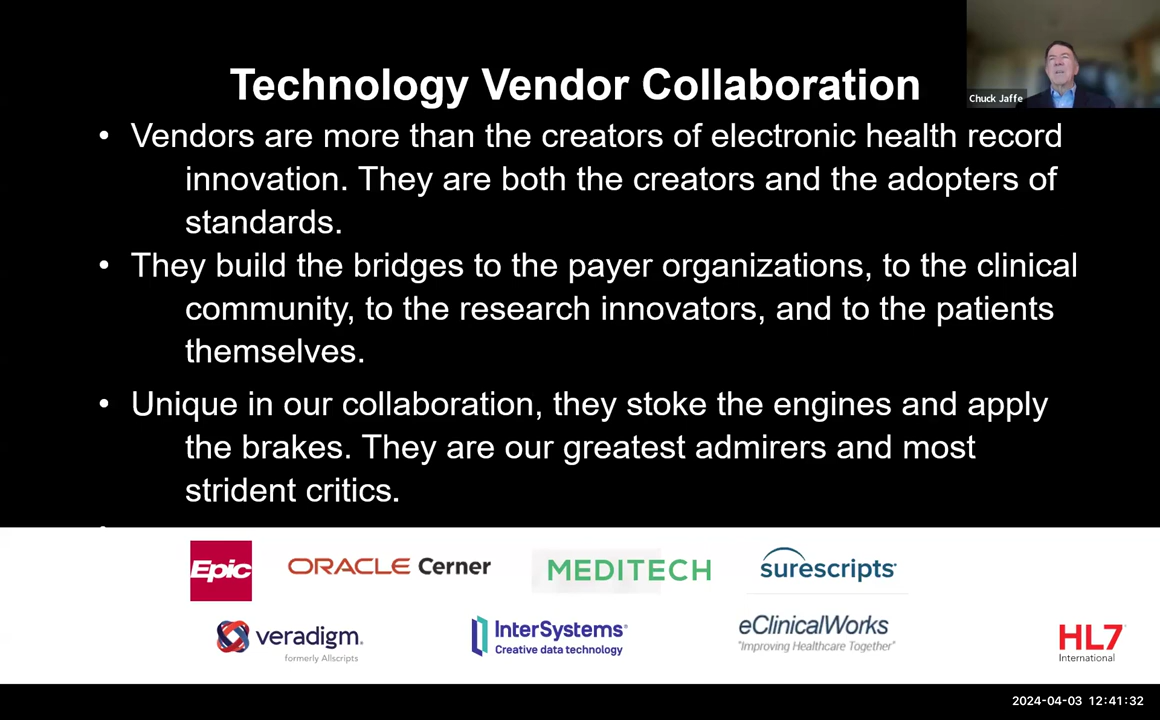 Technology Vendor Collaboration
Chuck Jaffe
• Vendors are more than the creators of electronic health record
innovation. They are both the creators and the adopters of
standards.
• They build the bridges to the payer organizations, to the clinical
community, to the research innovators, and to the patients
themselves.
• Unique in our collaboration, they stoke the engines and apply
the brakes. They are our greatest admirers and most
strident critics.
Epic
ORACLE Cerner
MEDITECH
surescripts
veradigm.
formerly Allscripts
InterSystems
Creative data technology
eClinicalWorks
"Improving Healthcare Together"
HL7
International
2024-04-03 12:41:32